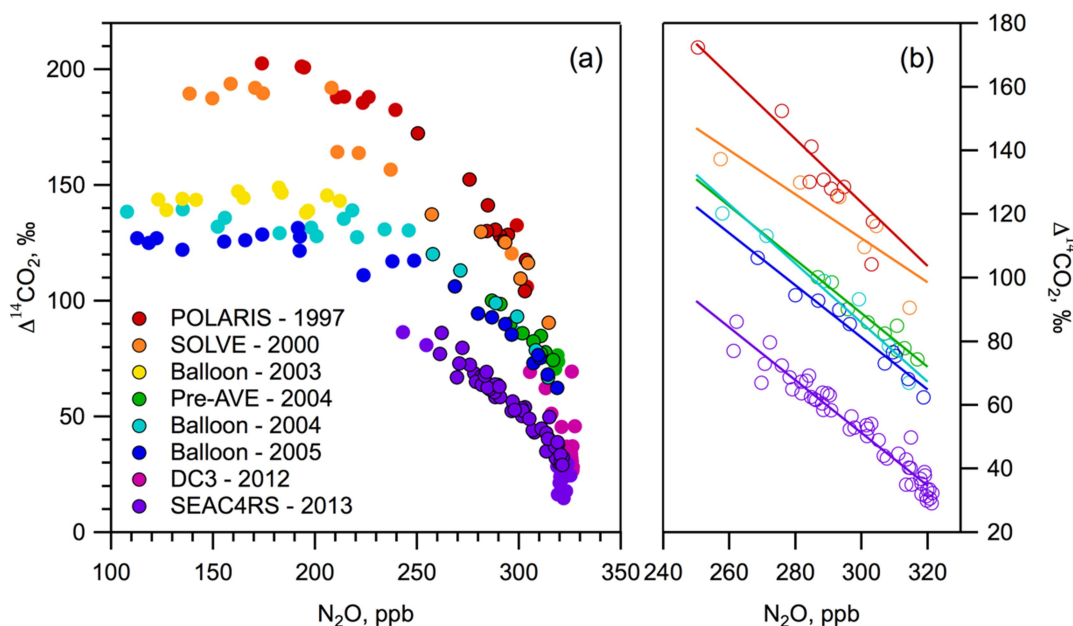 (a)
Δ¹⁴CO₂, ‰
200
150
100
50
0
POLARIS - 1997
SOLVE - 2000
Balloon - 2003
Pre-AVE - 2004
Balloon - 2004
Balloon - 2005
DC3 - 2012
SEAC4RS - 2013
100 150 200 250 300 350
N₂O, ppb
(b)
180
160
140
120
100
80
60
40
20
Δ¹⁴CO₂, ‰
240 260 280 300 320
N₂O, ppb